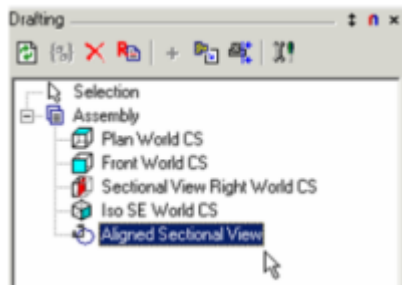 Drafting
Selection
Assembly
Plan World CS
Front World CS
Sectional View Right World CS
Iso SE World CS
Aligned Sectional View